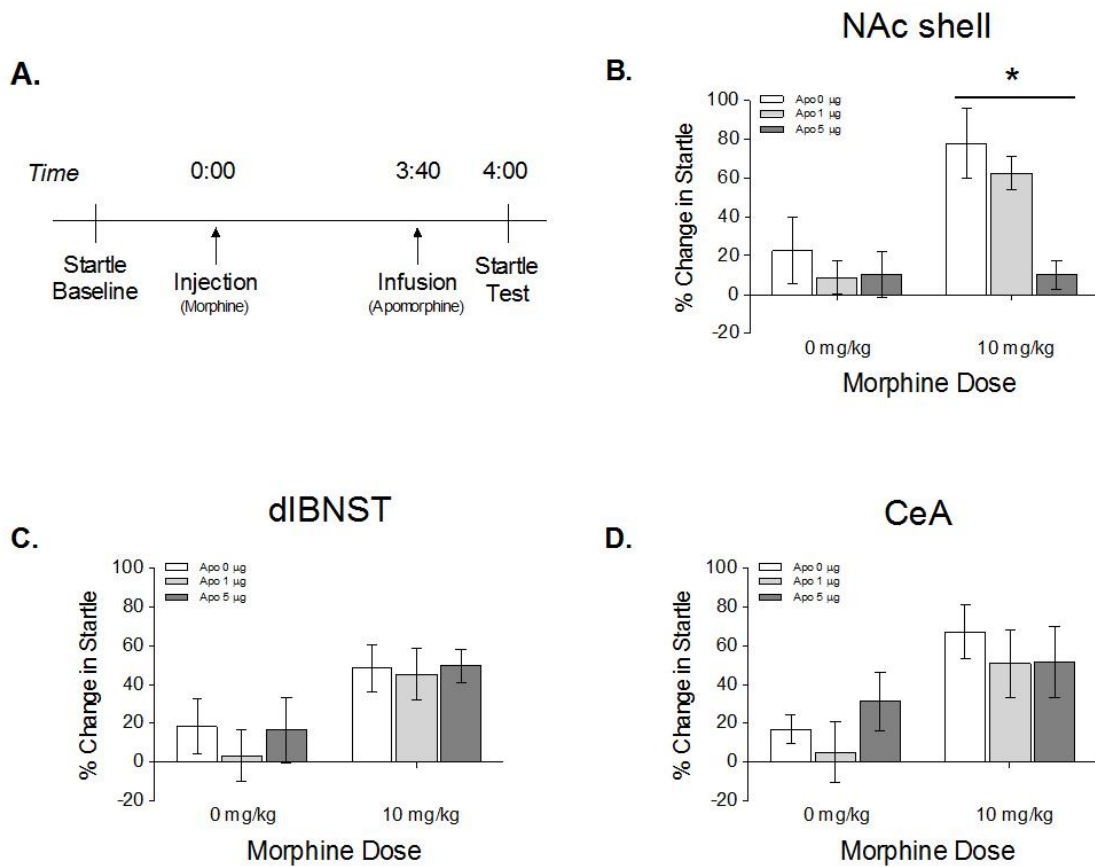 A.
Time 0:00 3:40 4:00
Startle Baseline
Injection
(Morphine)
Infusion
(Apomorphine)
Startle Test
NAc shell
B.
*
Apo 0 µg
Apo 1 µg
Apo 5 µg
% Change in Startle
100
80
60
40
20
0
-20
0 mg/kg 10 mg/kg
Morphine Dose
dlBNST
C.
Apo 0 µg
Apo 1 µg
Apo 5 µg
% Change in Startle
100
80
60
40
20
0
-20
0 mg/kg 10 mg/kg
Morphine Dose
CeA
D.
Apo 0 µg
Apo 1 µg
Apo 5 µg
% Change in Startle
100
80
60
40
20
0
-20
0 mg/kg 10 mg/kg
Morphine Dose